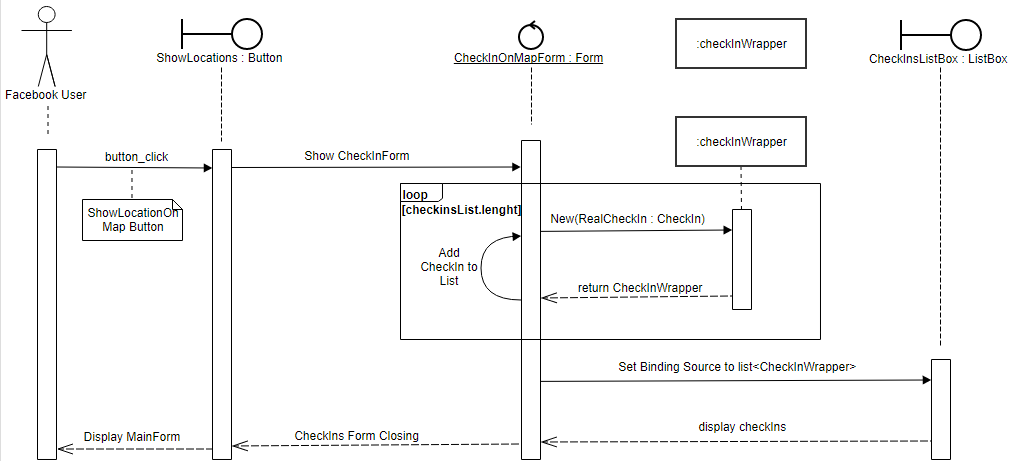 :checkInWrapper
ShowLocations : Button
CheckInOnMapForm : Form
CheckInsListBox : ListBox
Facebook User
:checkInWrapper
button_click
Show CheckInForm
loop
[checkinsList.lenght]
ShowLocationOn
Map Button
New(RealCheckIn : CheckIn)
Add
CheckIn to
List
return CheckInWrapper
Set Binding Source to list<CheckInWrapper>
display checkIns
CheckIns Form Closing
Display MainForm